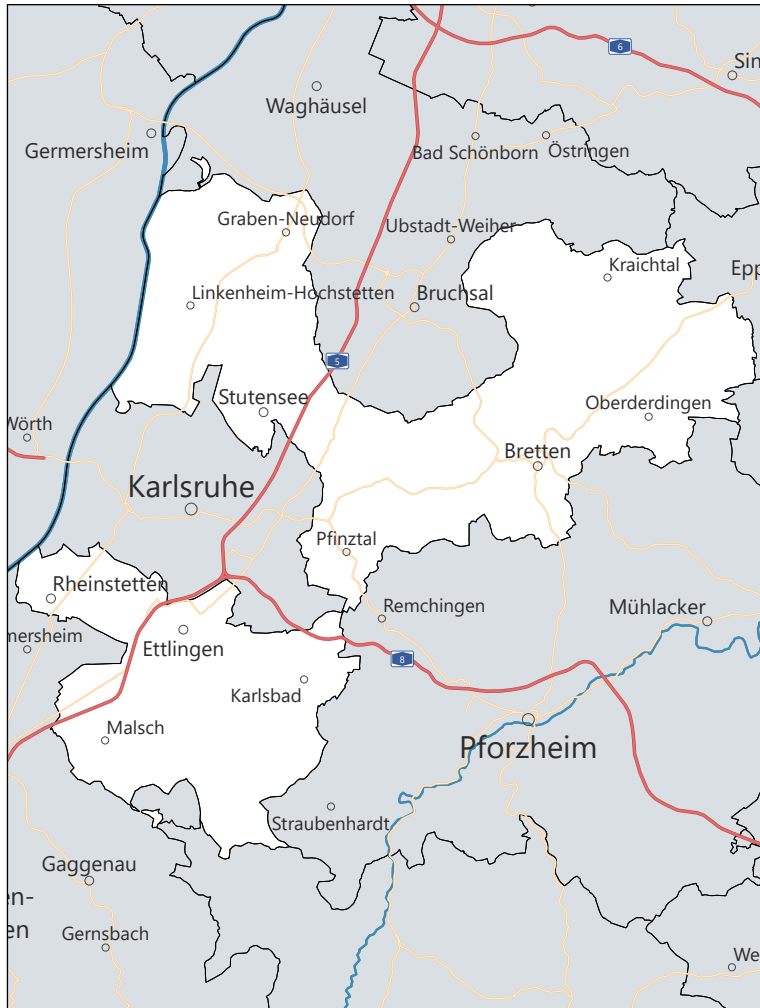 6
Sin
Waghäusel
Germersheim
Bad Schönborn
Östringen
Graben-Neudorf
Ubstadt-Weiher
Kraichtal
Epp
Linkenheim-Hochstetten
Bruchsal
5
Stutensee
Oberderdingen
Wörth
Bretten
Karlsruhe
Pfinztal
Rheinstetten
Remchingen
Mühlacker
mersheim
Ettlingen
8
Karlsbad
Malsch
Pforzheim
Straubenhardt
Gaggenau
en-
en
Gernsbach
We